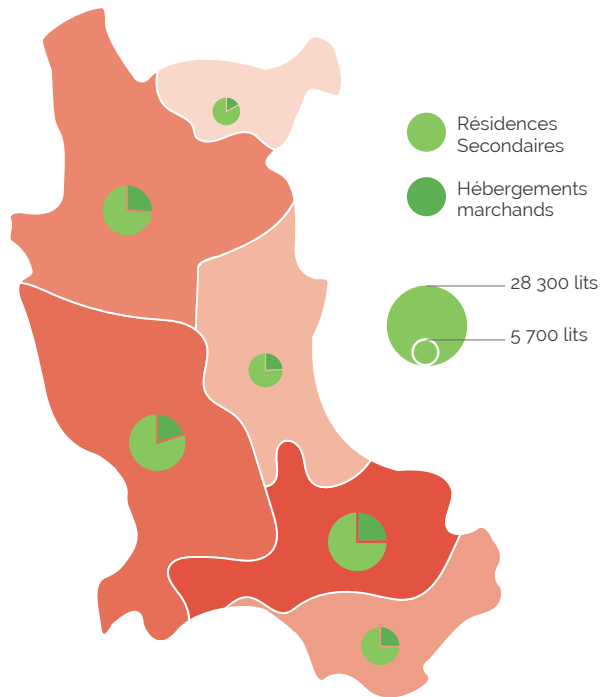 Résidences
Secondaires
Hébergements
marchands
28 300 lits
5 700 lits